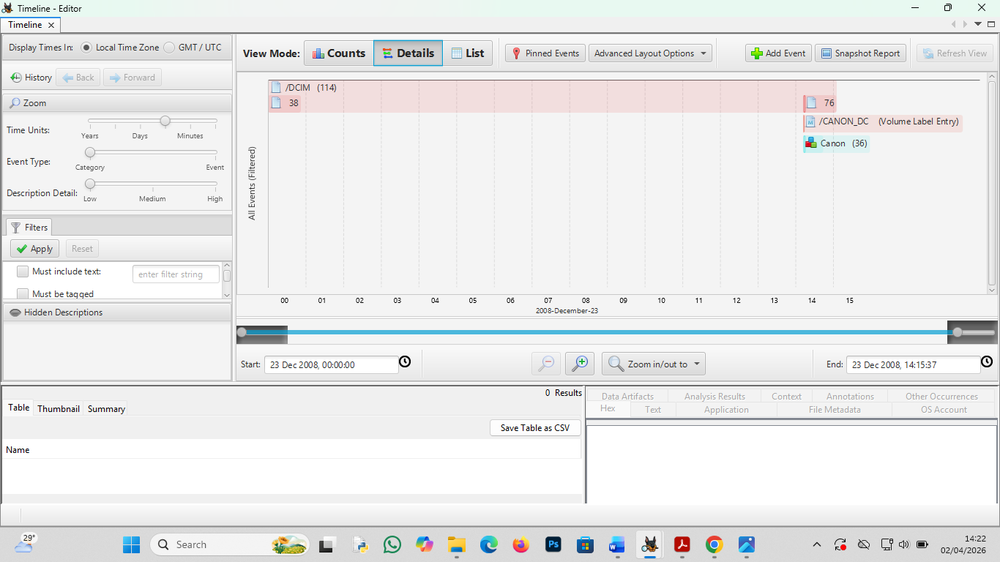 Timeline - Editor
Timeline
Display Times In: Local Time Zone GMT / UTC
History Back Forward
Zoom
Time Units:
Years Days Minutes
Event Type:
Category Event
Description Detail:
Low Medium High
Filters
Apply Reset
Must include text: enter filter string
Must be tagged
Hidden Descriptions
View Mode: Counts Details List Pinned Events Advanced Layout Options Add Event Snapshot Report Refresh View
All Events (Filtered)
/DCIM (114)
38 76
/CANON_DC (Volume Label Entry)
Canon (36)
00 01 02 03 04 05 06 07 08 09 10 11 12 13 14 15
2008-December-23
Start: 23 Dec 2008, 00:00:00 Zoom in/out to End: 23 Dec 2008, 14:15:37
0 Results
Table Thumbnail Summary
Save Table as CSV
Name
Data Artifacts Analysis Results Context Annotations Other Occurrences
Hex Text Application File Metadata OS Account
29°
Search
Ps
14:22
02/04/2026